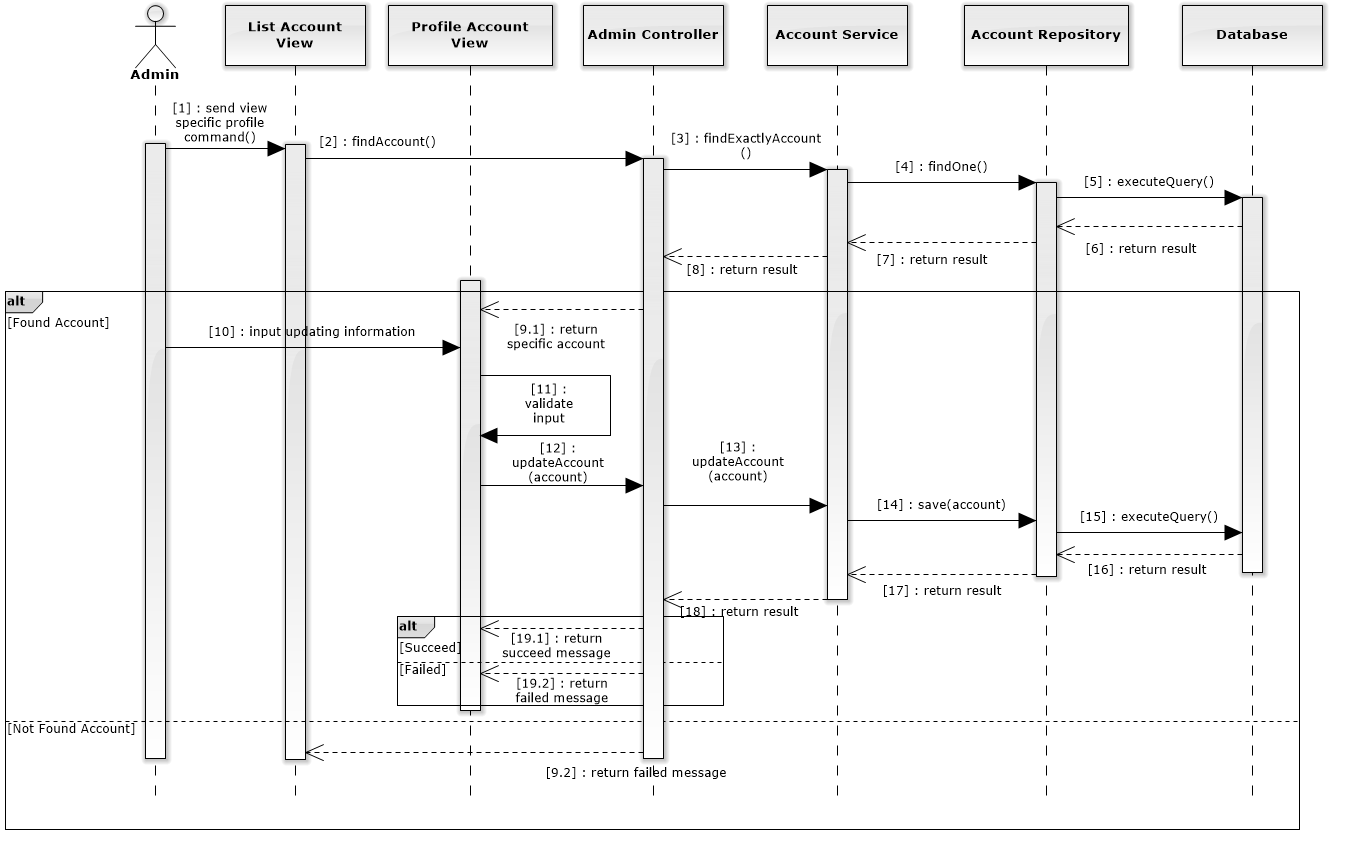 List Account
View
Profile Account
View
Admin Controller
Account Service
Account Repository
Database
Admin
[1] : send view
specific profile
command()
[2] : findAccount()
[3] : findExactlyAccount
()
[4] : findOne()
[5] : executeQuery()
[6] : return result
[7] : return result
[8] : return result
alt
[Found Account]
[9.1] : return
specific account
[10] : input updating information
[11] :
validate
input
[12] :
updateAccount
(account)
[13] :
updateAccount
(account)
[14] : save(account)
[15] : executeQuery()
[16] : return result
[17] : return result
[18] : return result
alt
[Succeed]
[19.1] : return
succeed message
[Failed]
[19.2] : return
failed message
[Not Found Account]
[9.2] : return failed message